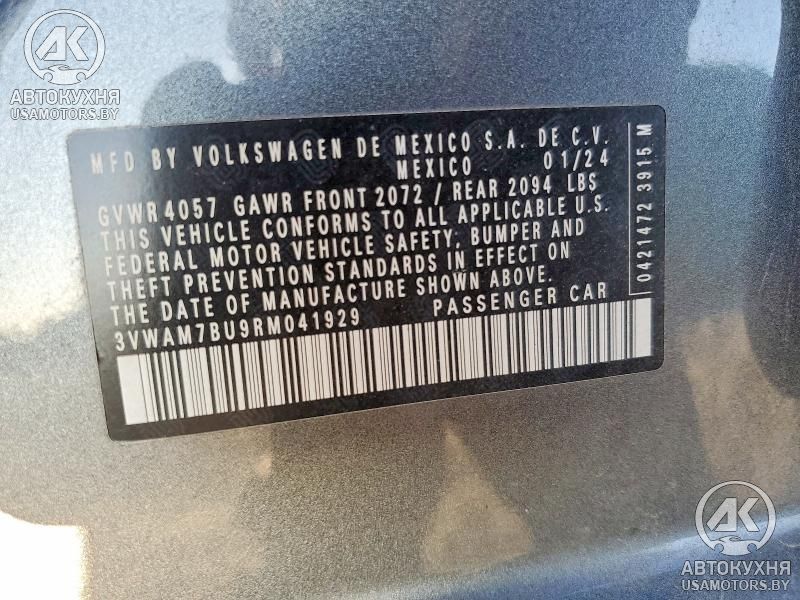 AK
АВТОКУХНЯ
USAMOTORS.BY
MFD BY VOLKSWAGEN DE MEXICO S.A. DE C.V.
MEXICO 01/24
GVWR 4057 GAWR FRONT 2072 / REAR 2094 LBS
THIS VEHICLE CONFORMS TO ALL APPLICABLE U.S.
FEDERAL MOTOR VEHICLE SAFETY, BUMPER AND
THEFT PREVENTION STANDARDS IN EFFECT ON
THE DATE OF MANUFACTURE SHOWN ABOVE.
3VWAM7BU9RM041929 PASSENGER CAR
0421472 3915 M
AK
АВТОКУХНЯ
USAMOTORS.BY